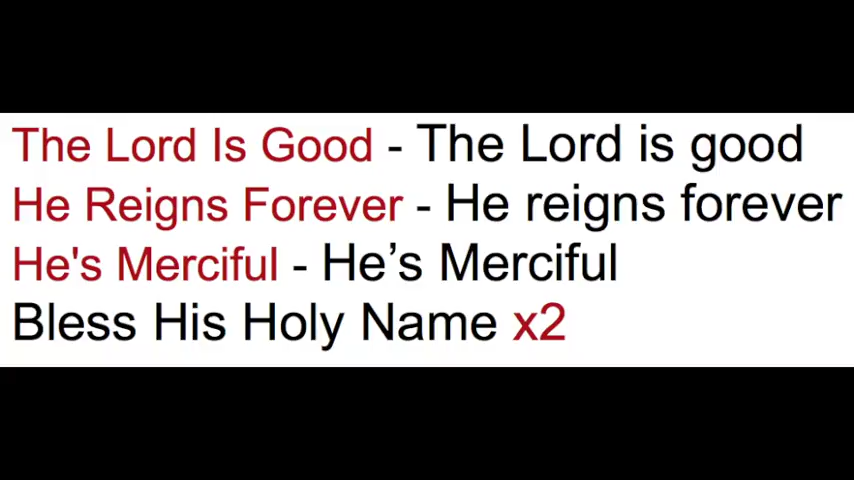 The Lord Is Good - The Lord is good
He Reigns Forever - He reigns forever
He's Merciful - He’s Merciful
Bless His Holy Name x2